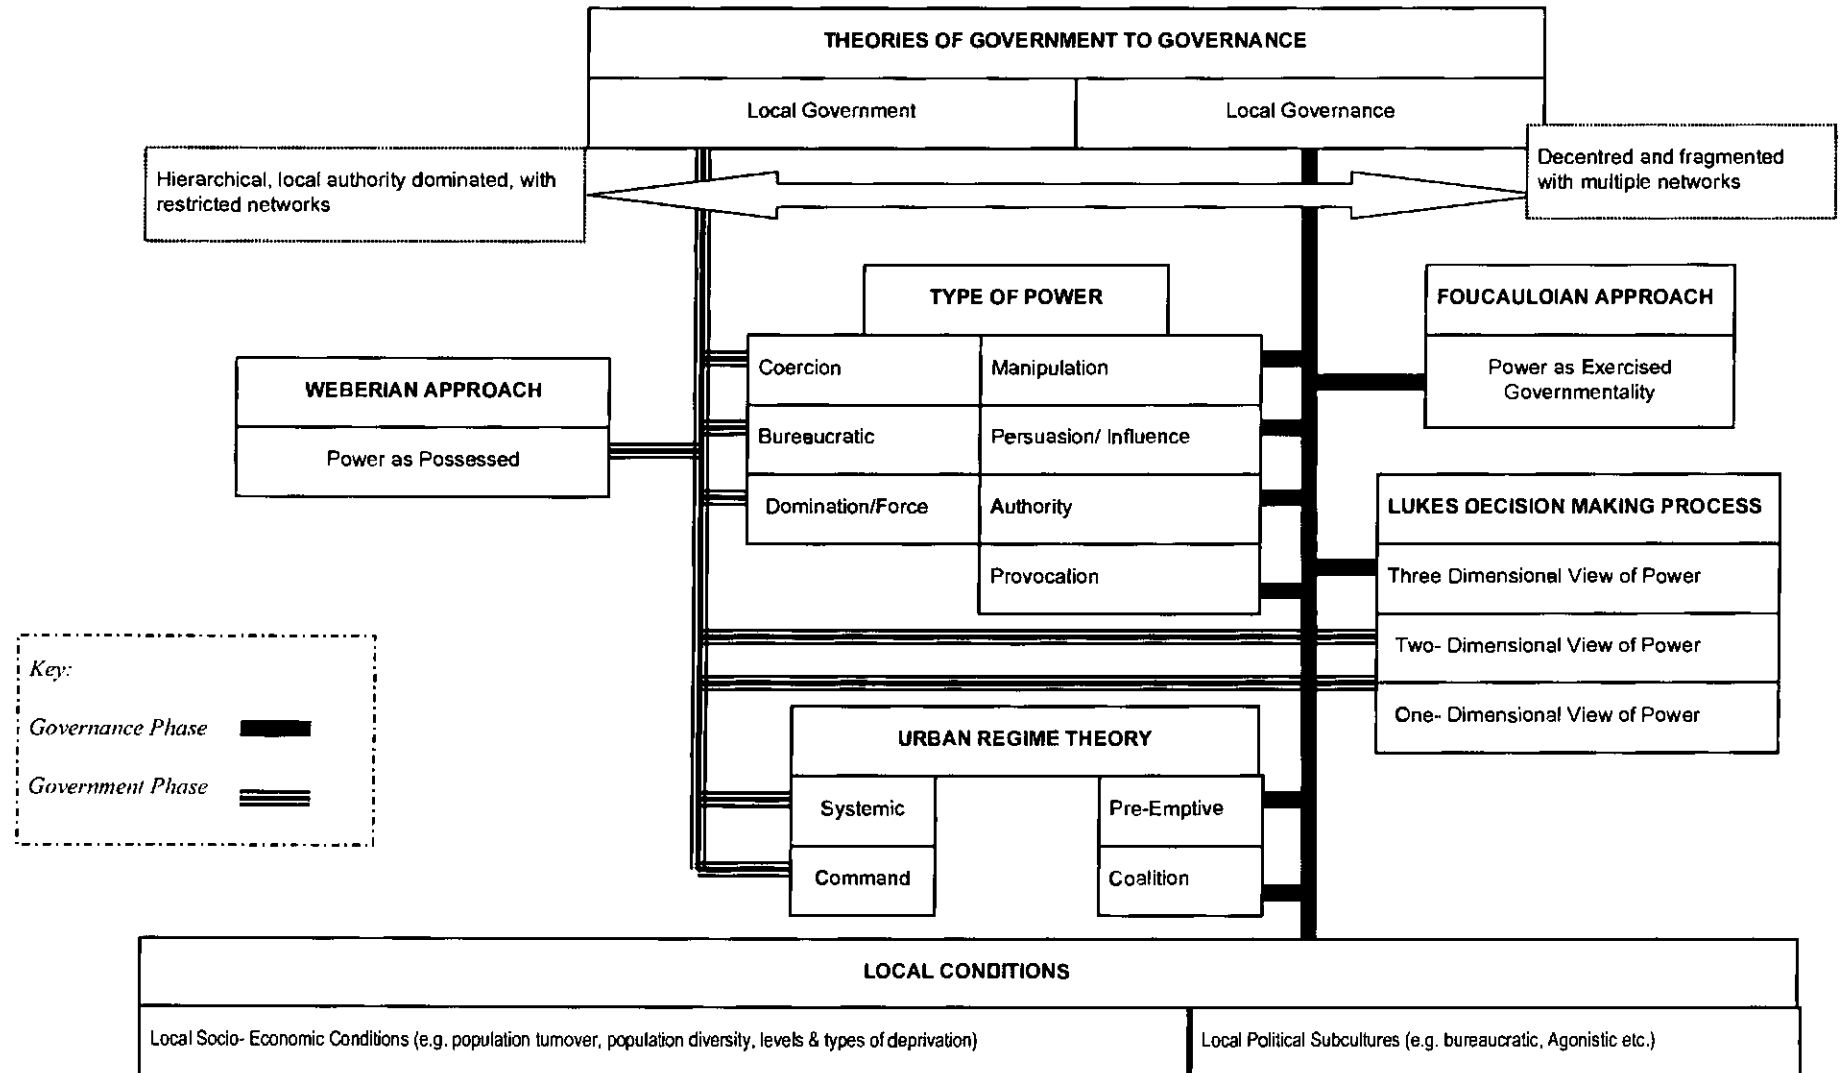 THEORIES OF GOVERNMENT TO GOVERNANCE
Local Government
Local Governance
Hierarchical, local authority dominated, with
restricted networks
Decentred and fragmented
with multiple networks
TYPE OF POWER
Coercion
Manipulation
Bureaucratic
Persuasion/ Influence
Domination/Force
Authority
Provocation
FOUCAULOIAN APPROACH
Power as Exercised
Governmentality
WEBERIAN APPROACH
Power as Possessed
LUKES DECISION MAKING PROCESS
Three Dimensional View of Power
Two- Dimensional View of Power
One- Dimensional View of Power
Key:
Governance Phase
Government Phase
URBAN REGIME THEORY
Systemic
Pre-Emptive
Command
Coalition
LOCAL CONDITIONS
Local Socio- Economic Conditions (e.g. population turnover, population diversity, levels & types of deprivation)
Local Political Subcultures (e.g. bureaucratic, Agonistic etc.)